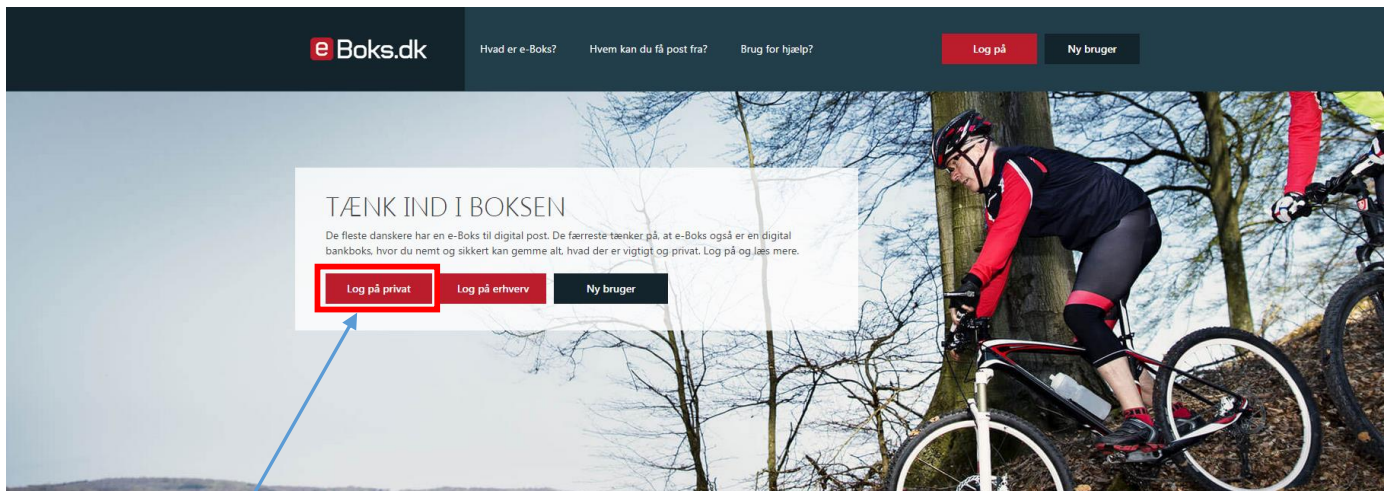 e Boks.dk
Hvad er e-Boks? Hvem kan du få post fra? Brug for hjælp? Log på Ny bruger
TÆNK IND I BOKSEN
De fleste danskere har en e-Boks til digital post. De færreste tænker på, at e-Boks også er en digital
bankboks, hvor du nemt og sikkert kan gemme alt, hvad der er vigtigt og privat. Log på og læs mere.
Log på privat Log på erhverv Ny bruger